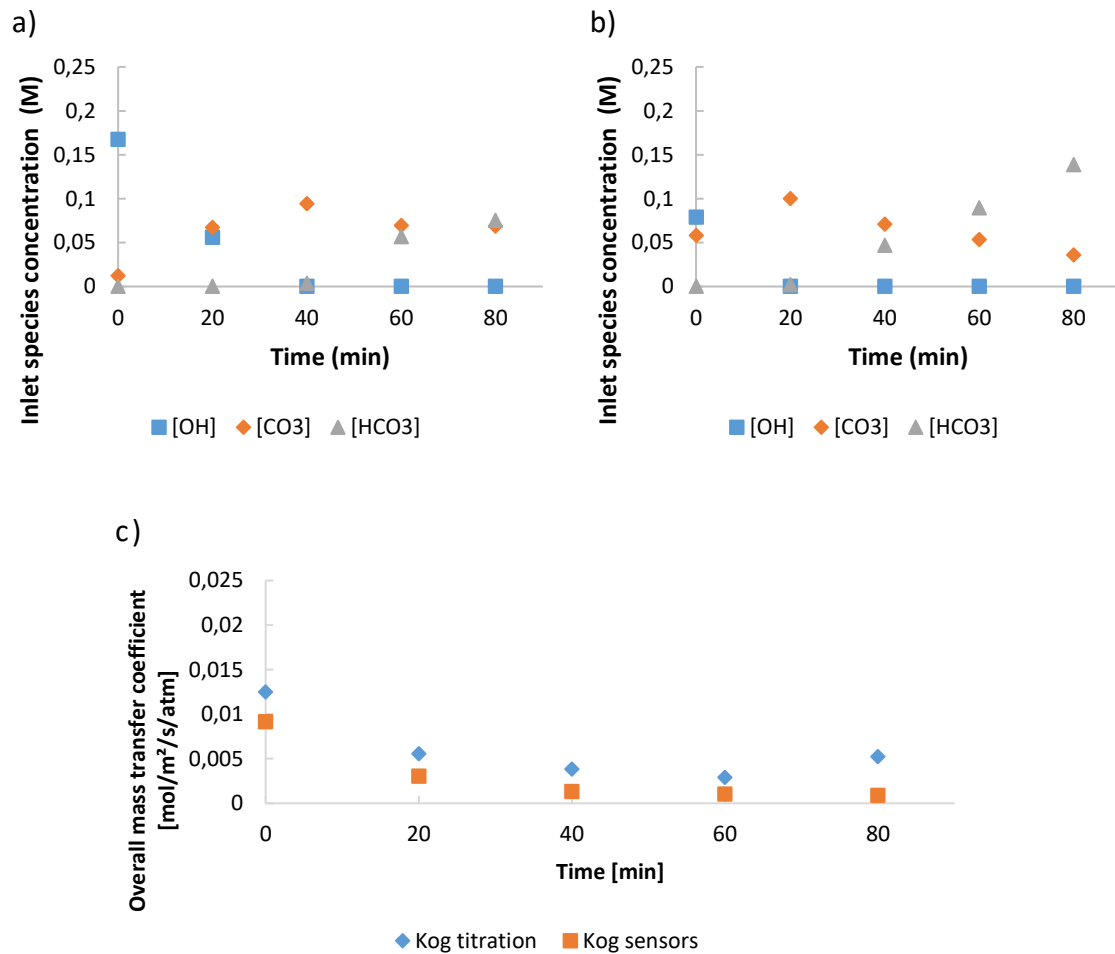 a)
Inlet species concentration (M)
0,25
0,2
0,15
0,1
0,05
0
0 20 40 60 80
Time (min)
[OH] [CO3] [HCO3]
b)
Inlet species concentration (M)
0,25
0,2
0,15
0,1
0,05
0
0 20 40 60 80
Time (min)
[OH] [CO3] [HCO3]
c)
Overall mass transfer coefficient
[mol/m²/s/atm]
0,025
0,02
0,015
0,01
0,005
0
0 20 40 60 80
Time [min]
Kog titration Kog sensors